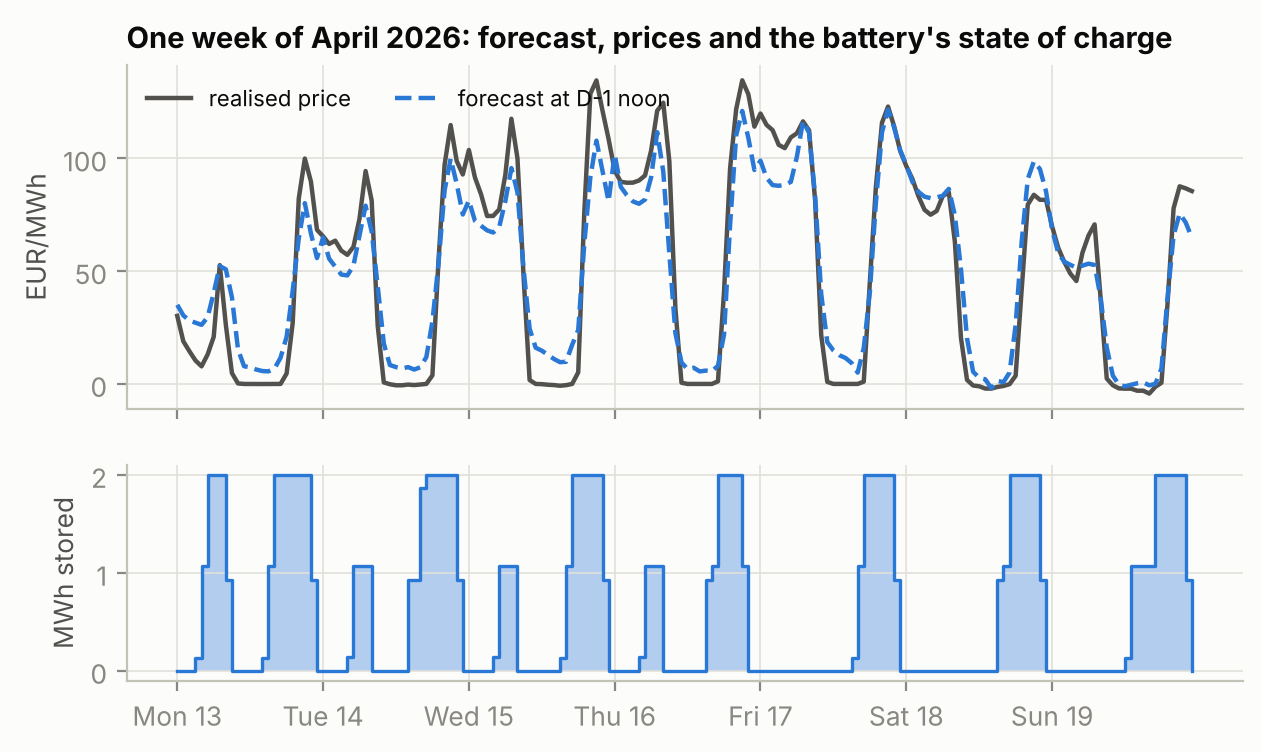 One week of April 2026: forecast, prices and the battery's state of charge
realised price
forecast at D-1 noon
EUR/MWh
100
50
0
MWh stored
2
1
0
Mon 13
Tue 14
Wed 15
Thu 16
Fri 17
Sat 18
Sun 19